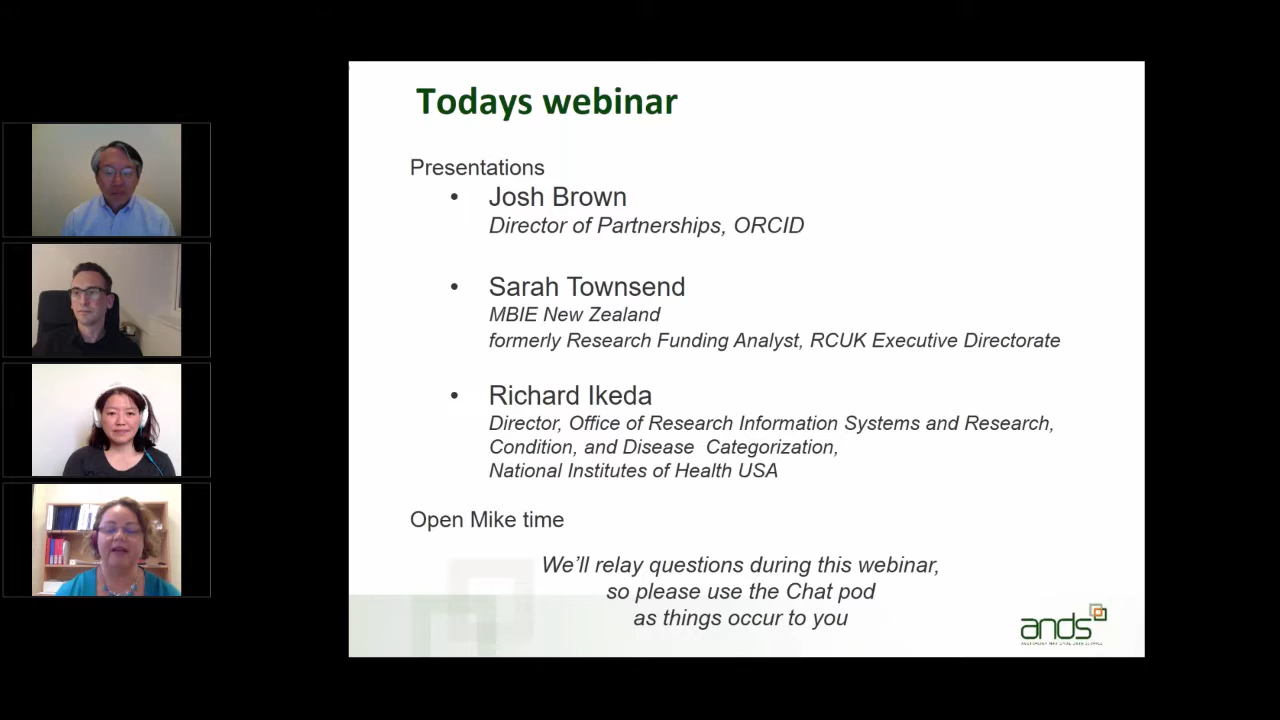 Todays webinar
Presentations
• Josh Brown
Director of Partnerships, ORCID
• Sarah Townsend
MBIE New Zealand
formerly Research Funding Analyst, RCUK Executive Directorate
• Richard Ikeda
Director, Office of Research Information Systems and Research,
Condition, and Disease Categorization,
National Institutes of Health USA
Open Mike time
We'll relay questions during this webinar,
so please use the Chat pod
as things occur to you
ands